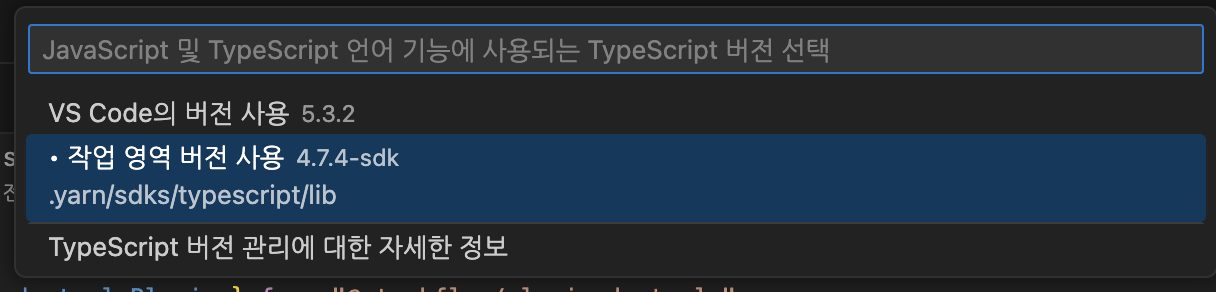 JavaScript 및 TypeScript 언어 기능에 사용되는 TypeScript 버전 선택
VS Code의 버전 사용 5.3.2
• 작업 영역 버전 사용 4.7.4-sdk
.yarn/sdks/typescript/lib
TypeScript 버전 관리에 대한 자세한 정보